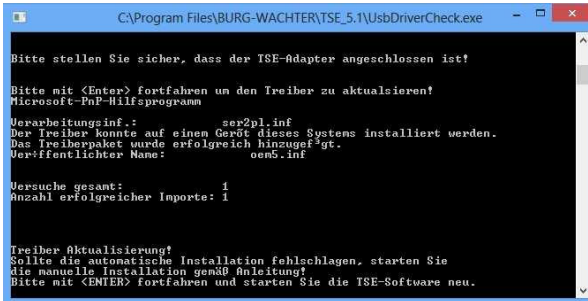 C:\Program Files\BURG-WACHTER\TSE_5.1\UsbDriverCheck.exe
Bitte stellen Sie sicher, dass der TSE-Adapter angeschlossen ist!
Bitte mit <Enter> fortfahren um den Treiber zu aktualsieren!
Microsoft-PnP-Hilfsprogramm
Verarbeitungsinf.: ser2pl.inf
Der Treiber konnte auf einem Gerõt dieses Systems installiert werden.
Das Treiberpaket wurde erfolgreich hinzugef³gt.
Ver÷ffentlichter Name: oem5.inf
Versuche gesamt: 1
Anzahl erfolgreicher Importe: 1
Treiber Aktualisierung!
Sollte die automatische Installation fehlschlagen, starten Sie
die manuelle Installation gemäß Anleitung!
Bitte mit <ENTER> fortfahren und starten Sie die TSE-Software neu.